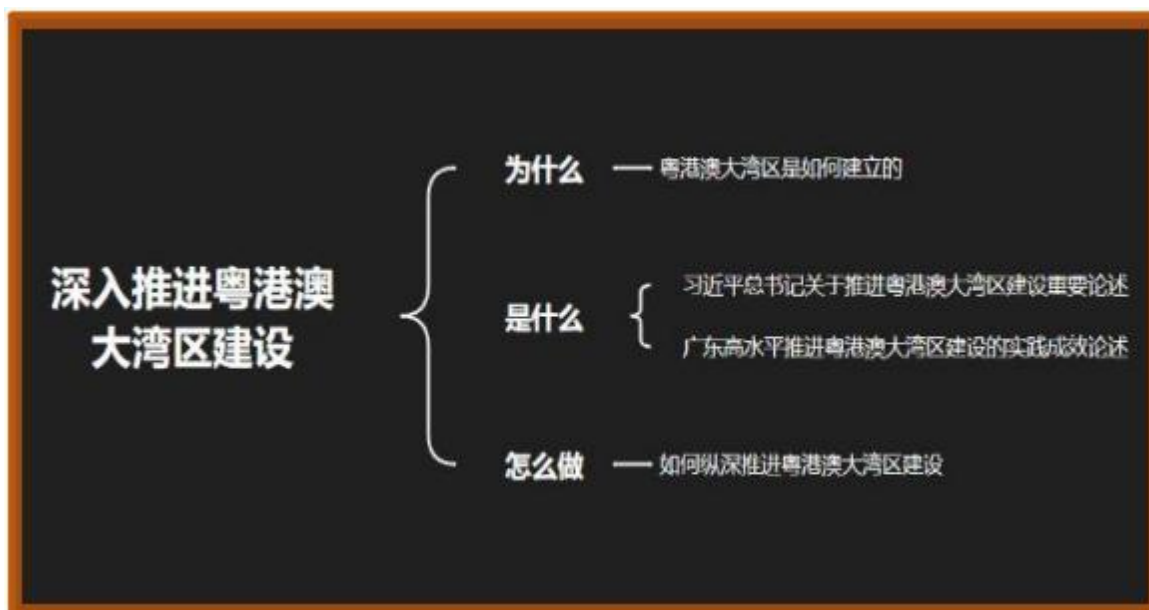 深入推进粤港澳
大湾区建设
为什么
粤港澳大湾区是如何建立的
是什么
习近平总书记关于推进粤港澳大湾区建设重要论述
广东高水平推进粤港澳大湾区建设的实践成效论述
怎么做
如何纵深推进粤港澳大湾区建设